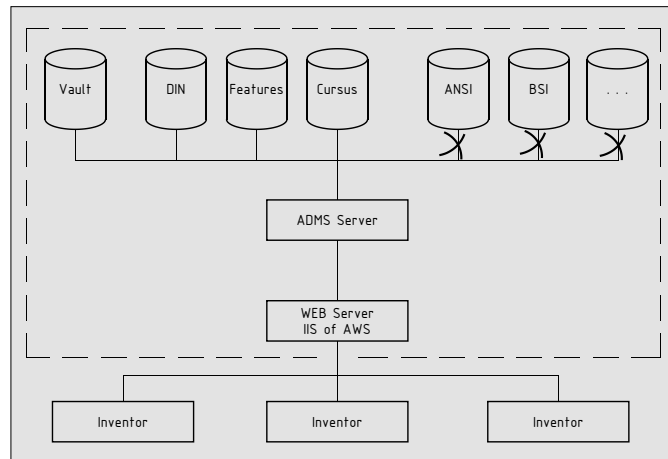 Vault
DIN
Features
Cursus
ANSI
BSI
. . .
ADMS Server
WEB Server
IIS of AWS
Inventor
Inventor
Inventor